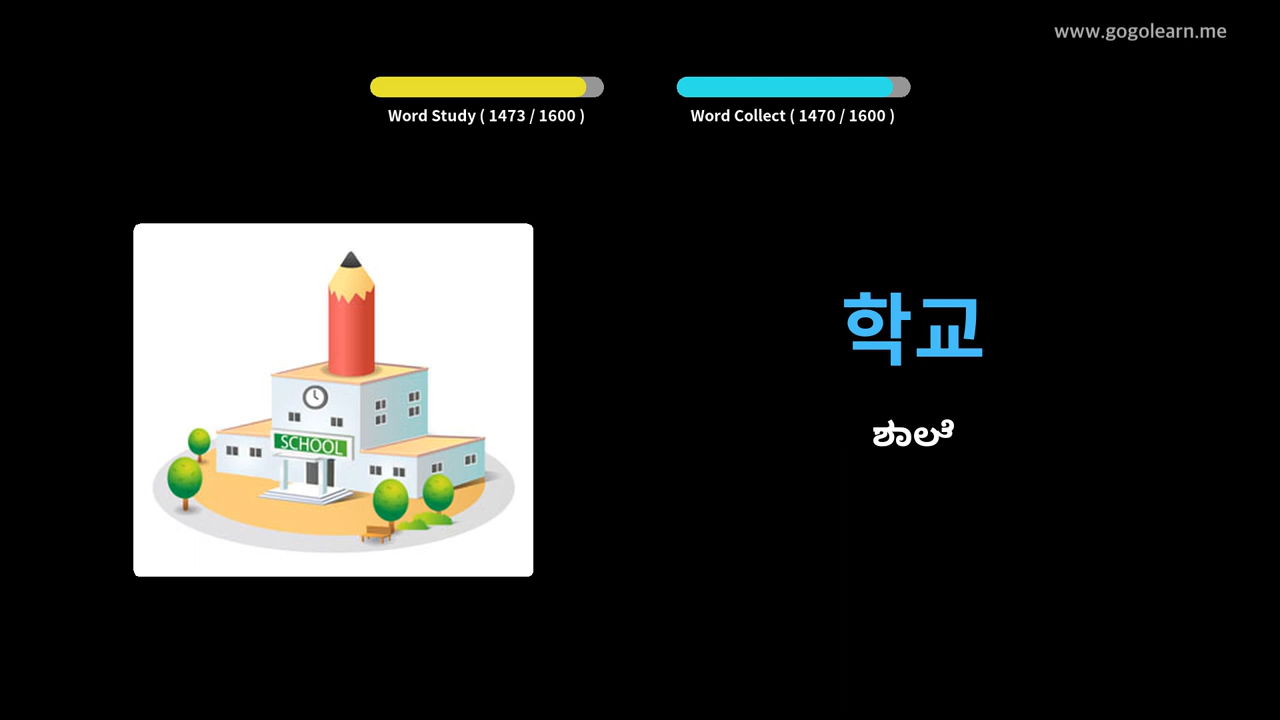 www.gogolearn.me
Word Study ( 1473 / 1600 )
Word Collect ( 1470 / 1600 )
SCHOOL
학교
ಶಾಲೆ